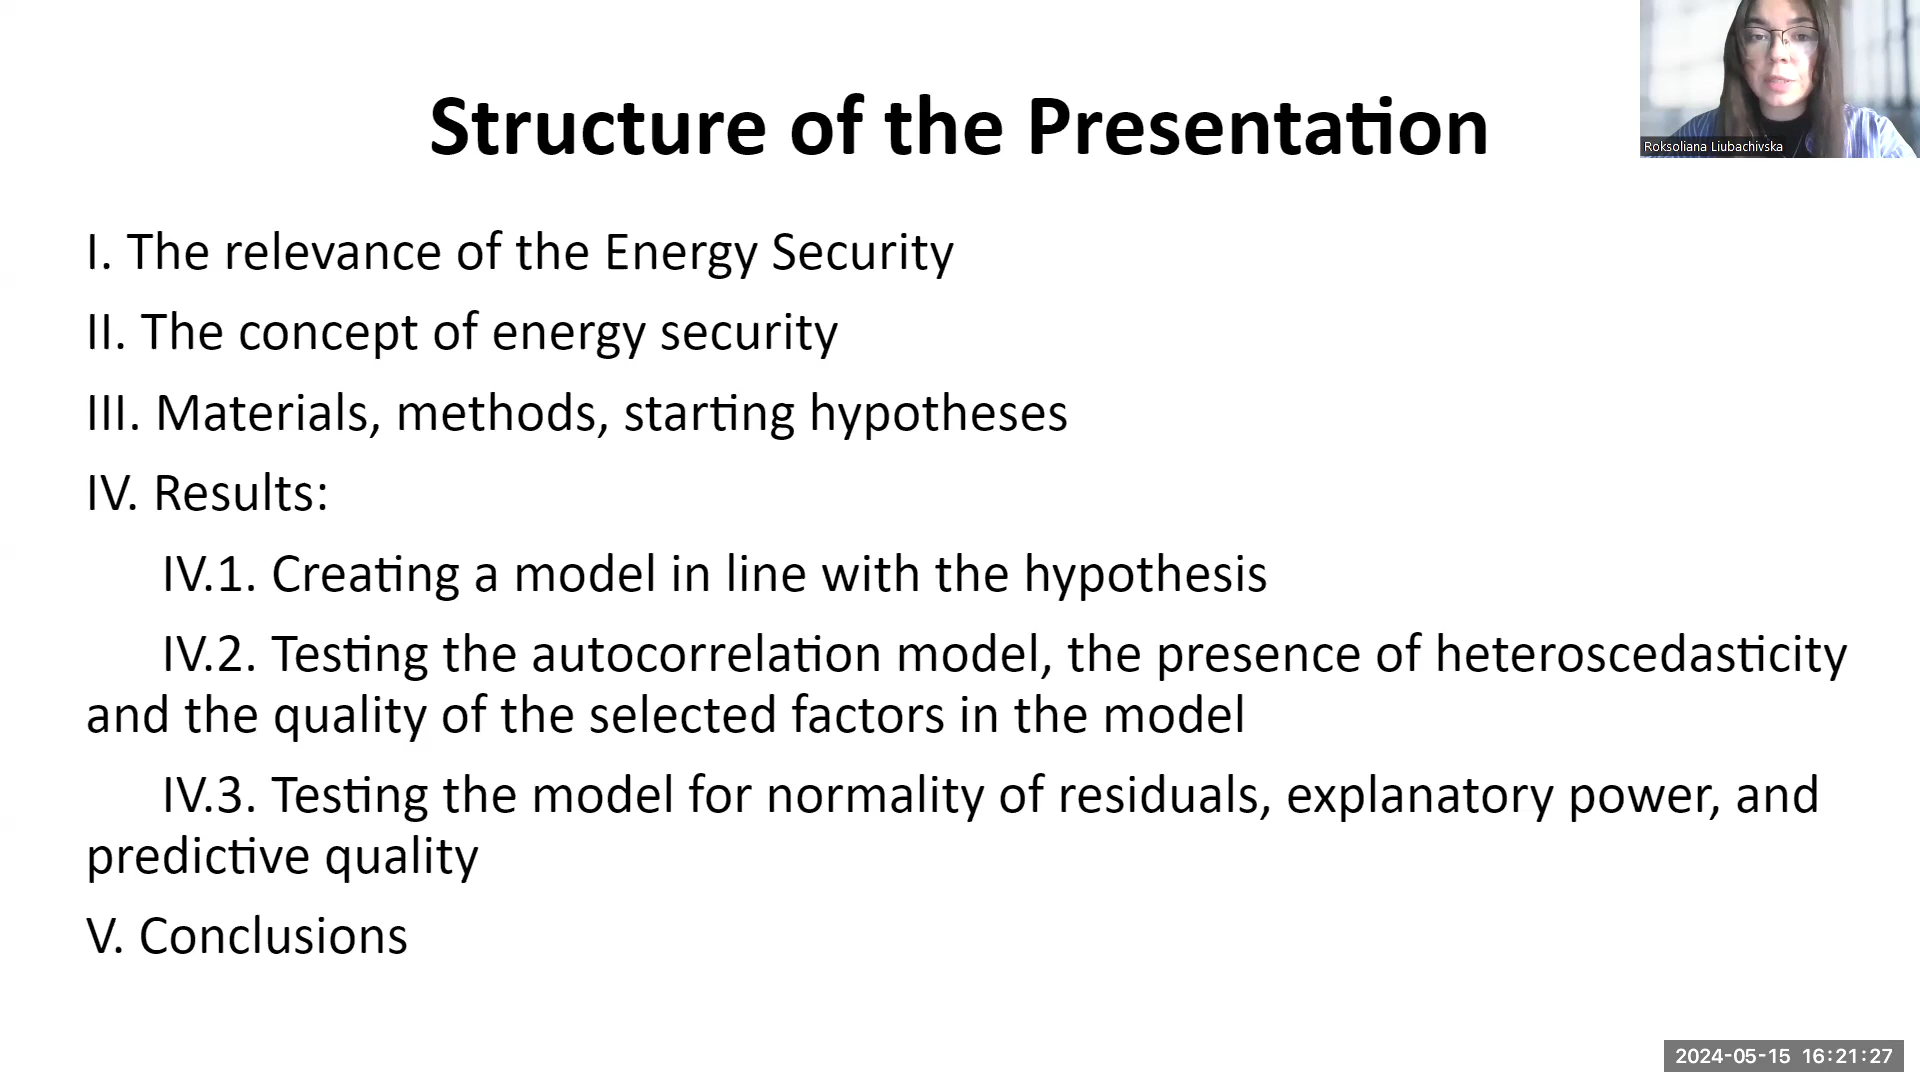 Structure of the Presentation
Roksoliana Liubachivska
I. The relevance of the Energy Security
II. The concept of energy security
III. Materials, methods, starting hypotheses
IV. Results:
IV.1. Creating a model in line with the hypothesis
IV.2. Testing the autocorrelation model, the presence of heteroscedasticity
and the quality of the selected factors in the model
IV.3. Testing the model for normality of residuals, explanatory power, and
predictive quality
V. Conclusions
2024-05-15 16:21:27